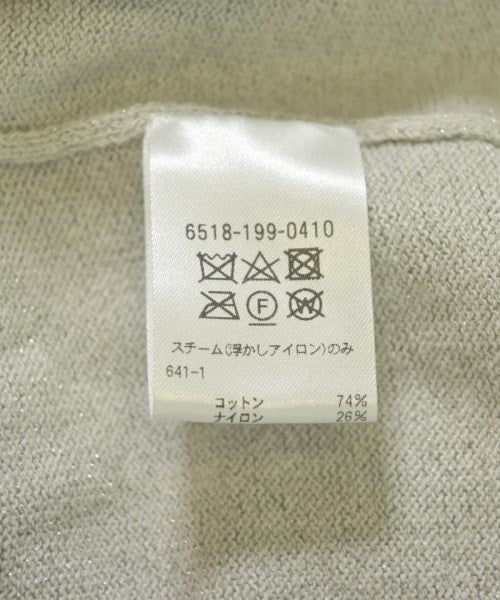 6518-199-0410
F W
スチーム(浮かしアイロン)のみ
641-1
コットン 74%
ナイロン 26%